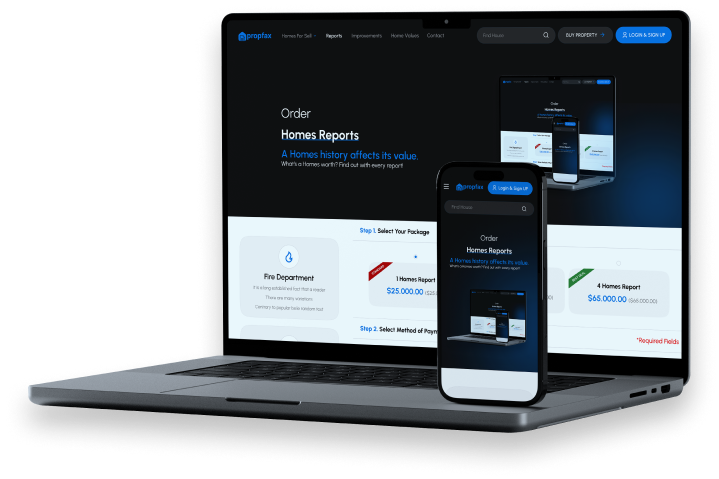 propfax
Homes For Sell
Reports
Improvements
Home Values
Contact
Find Home
BUY PROPERTY
LOGIN & SIGN UP
Order
Homes Reports
A Homes history affects its value.
What's a Homes worth? Find out with every report!
Step 1. Select Your Package
Fire Department
It is a long established fact that a reader
There are many variations
Contrary to popular belief, random text
1 Homes Report
$25.000.00
4 Homes Report
$65.000.00 ($65.000.00)
Step 2. Select Method of Paym
*Required Fields
propfax
Login & Sign UP
Find Home
Order
Homes Reports
A Homes history affects its value.
What's a Homes worth? Find out with every report!